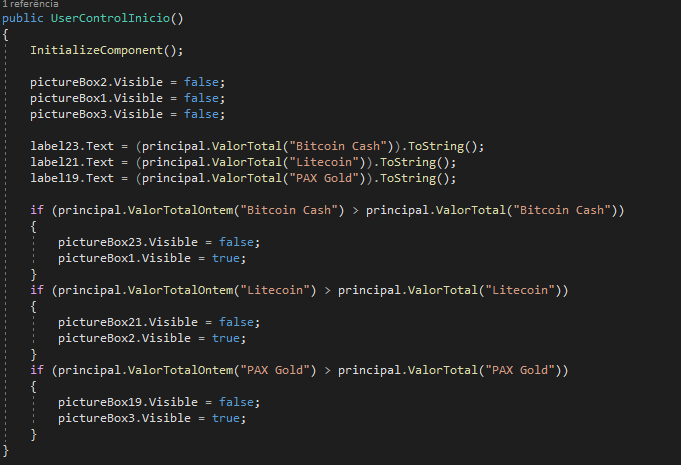 1 referência
public UserControlInicio()
{
InitializeComponent();
pictureBox2.Visible = false;
pictureBox1.Visible = false;
pictureBox3.Visible = false;
label23.Text = (principal.ValorTotal("Bitcoin Cash")).ToString();
label21.Text = (principal.ValorTotal("Litecoin")).ToString();
label19.Text = (principal.ValorTotal("PAX Gold")).ToString();
if (principal.ValorTotalOntem("Bitcoin Cash") > principal.ValorTotal("Bitcoin Cash"))
{
pictureBox23.Visible = false;
pictureBox1.Visible = true;
}
if (principal.ValorTotalOntem("Litecoin") > principal.ValorTotal("Litecoin"))
{
pictureBox21.Visible = false;
pictureBox2.Visible = true;
}
if (principal.ValorTotalOntem("PAX Gold") > principal.ValorTotal("PAX Gold"))
{
pictureBox19.Visible = false;
pictureBox3.Visible = true;
}
}